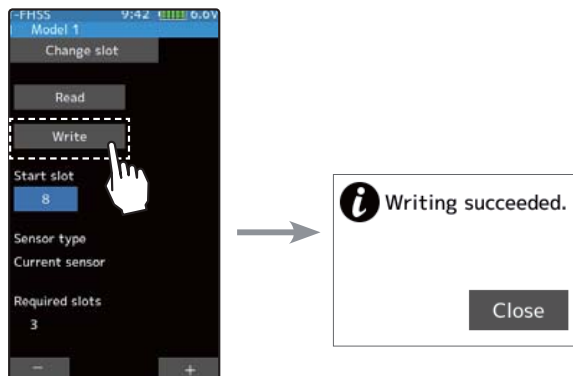 -FHSS 9:42 6.6V
Model 1
Change slot
Read
Write
Start slot
8
Sensor type
Current sensor
Required slots
3
− +
i Writing succeeded.
Close